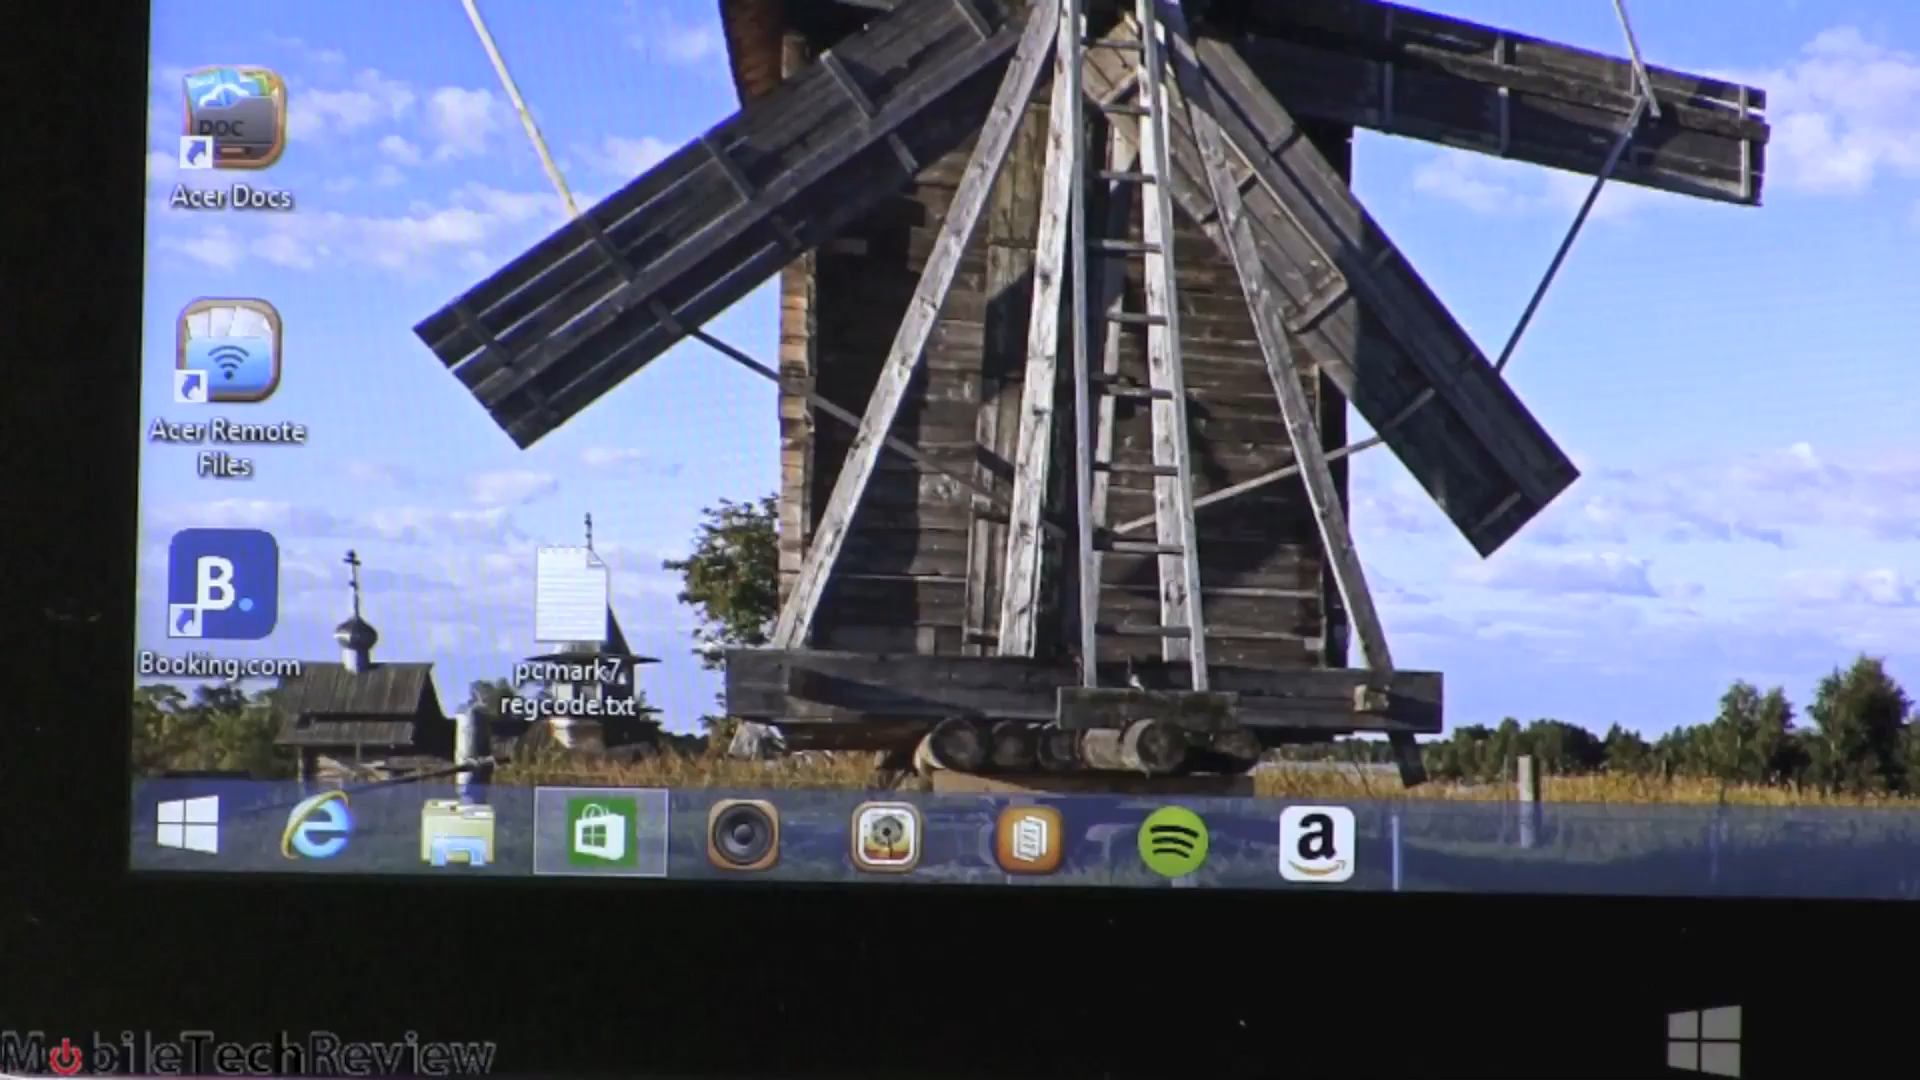 DOC
Acer Docs
Acer Remote
Files
B.
Booking.com
pcmark7
regcode.txt
a
MobileTechReview